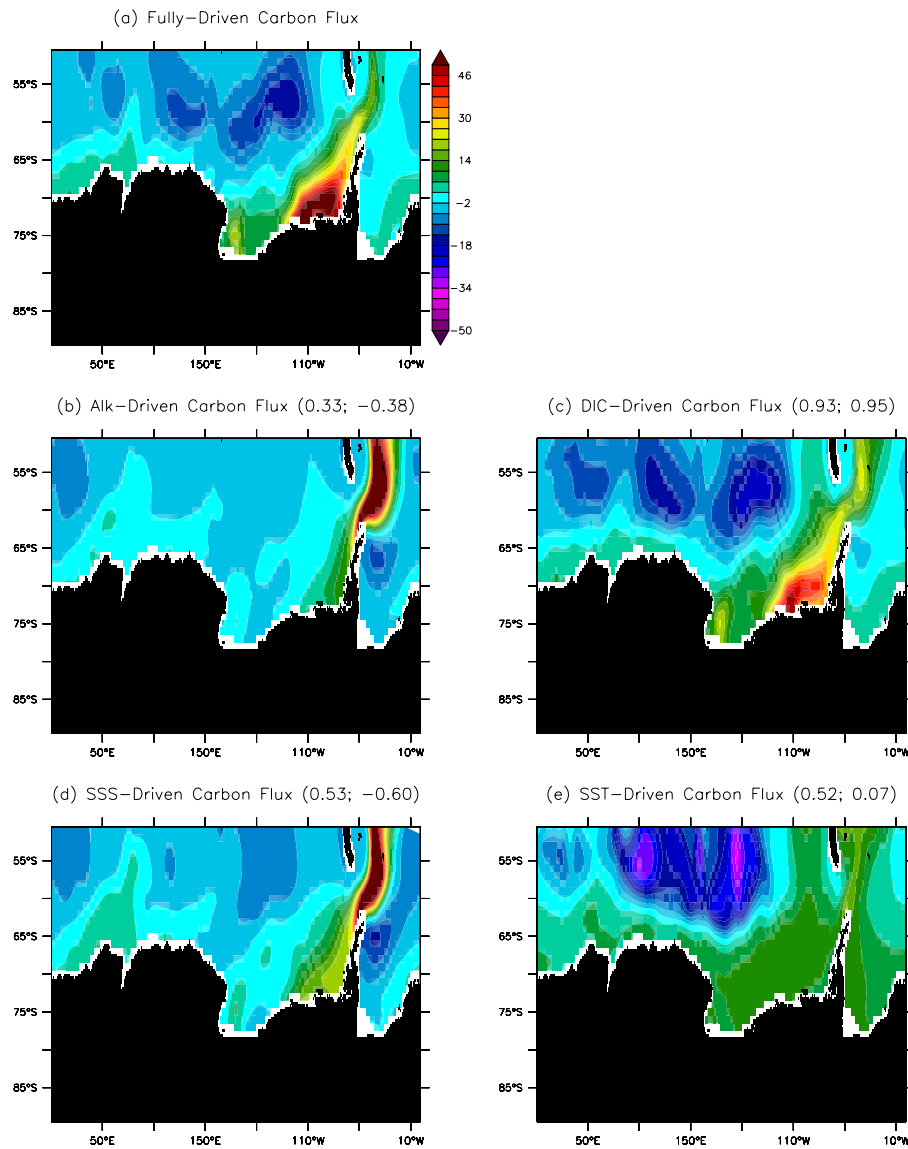 (a) Fully-Driven Carbon Flux
55°S
65°S
75°S
85°S
50°E 150°E 110°W 10°W
46
30
14
-2
-18
-34
-50
(b) Alk-Driven Carbon Flux (0.33; -0.38)
55°S
65°S
75°S
85°S
50°E 150°E 110°W 10°W
(c) DIC-Driven Carbon Flux (0.93; 0.95)
55°S
65°S
75°S
85°S
50°E 150°E 110°W 10°W
(d) SSS-Driven Carbon Flux (0.53; -0.60)
55°S
65°S
75°S
85°S
50°E 150°E 110°W 10°W
(e) SST-Driven Carbon Flux (0.52; 0.07)
55°S
65°S
75°S
85°S
50°E 150°E 110°W 10°W